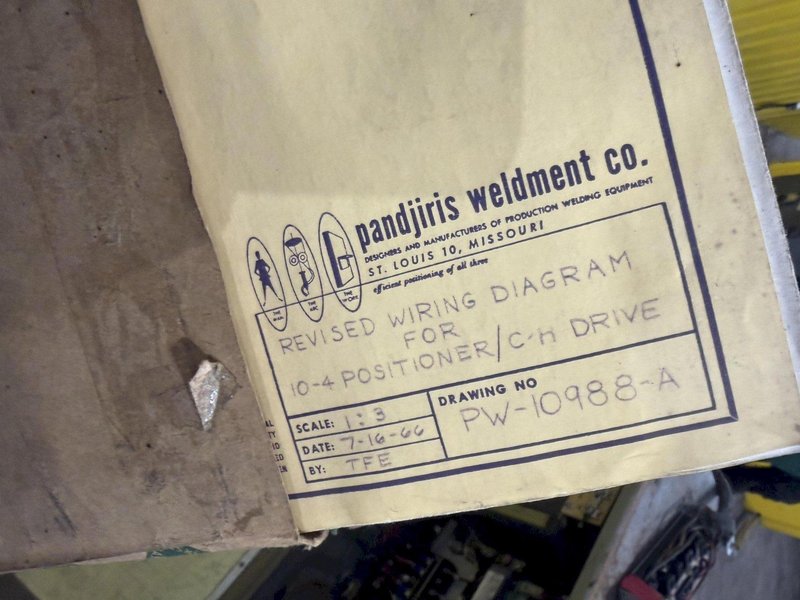 pandjiris weldment co.
DESIGNERS AND MANUFACTURERS OF PRODUCTION WELDING EQUIPMENT
ST. LOUIS 10, MISSOURI
efficient positioning of all three
THE MAN
THE ARC
THE WORK
REVISED WIRING DIAGRAM
FOR
10-4 POSITIONER/C-H DRIVE
SCALE: 1:3
DATE: 7-16-66
BY: TFE
DRAWING NO
PW-10988-A